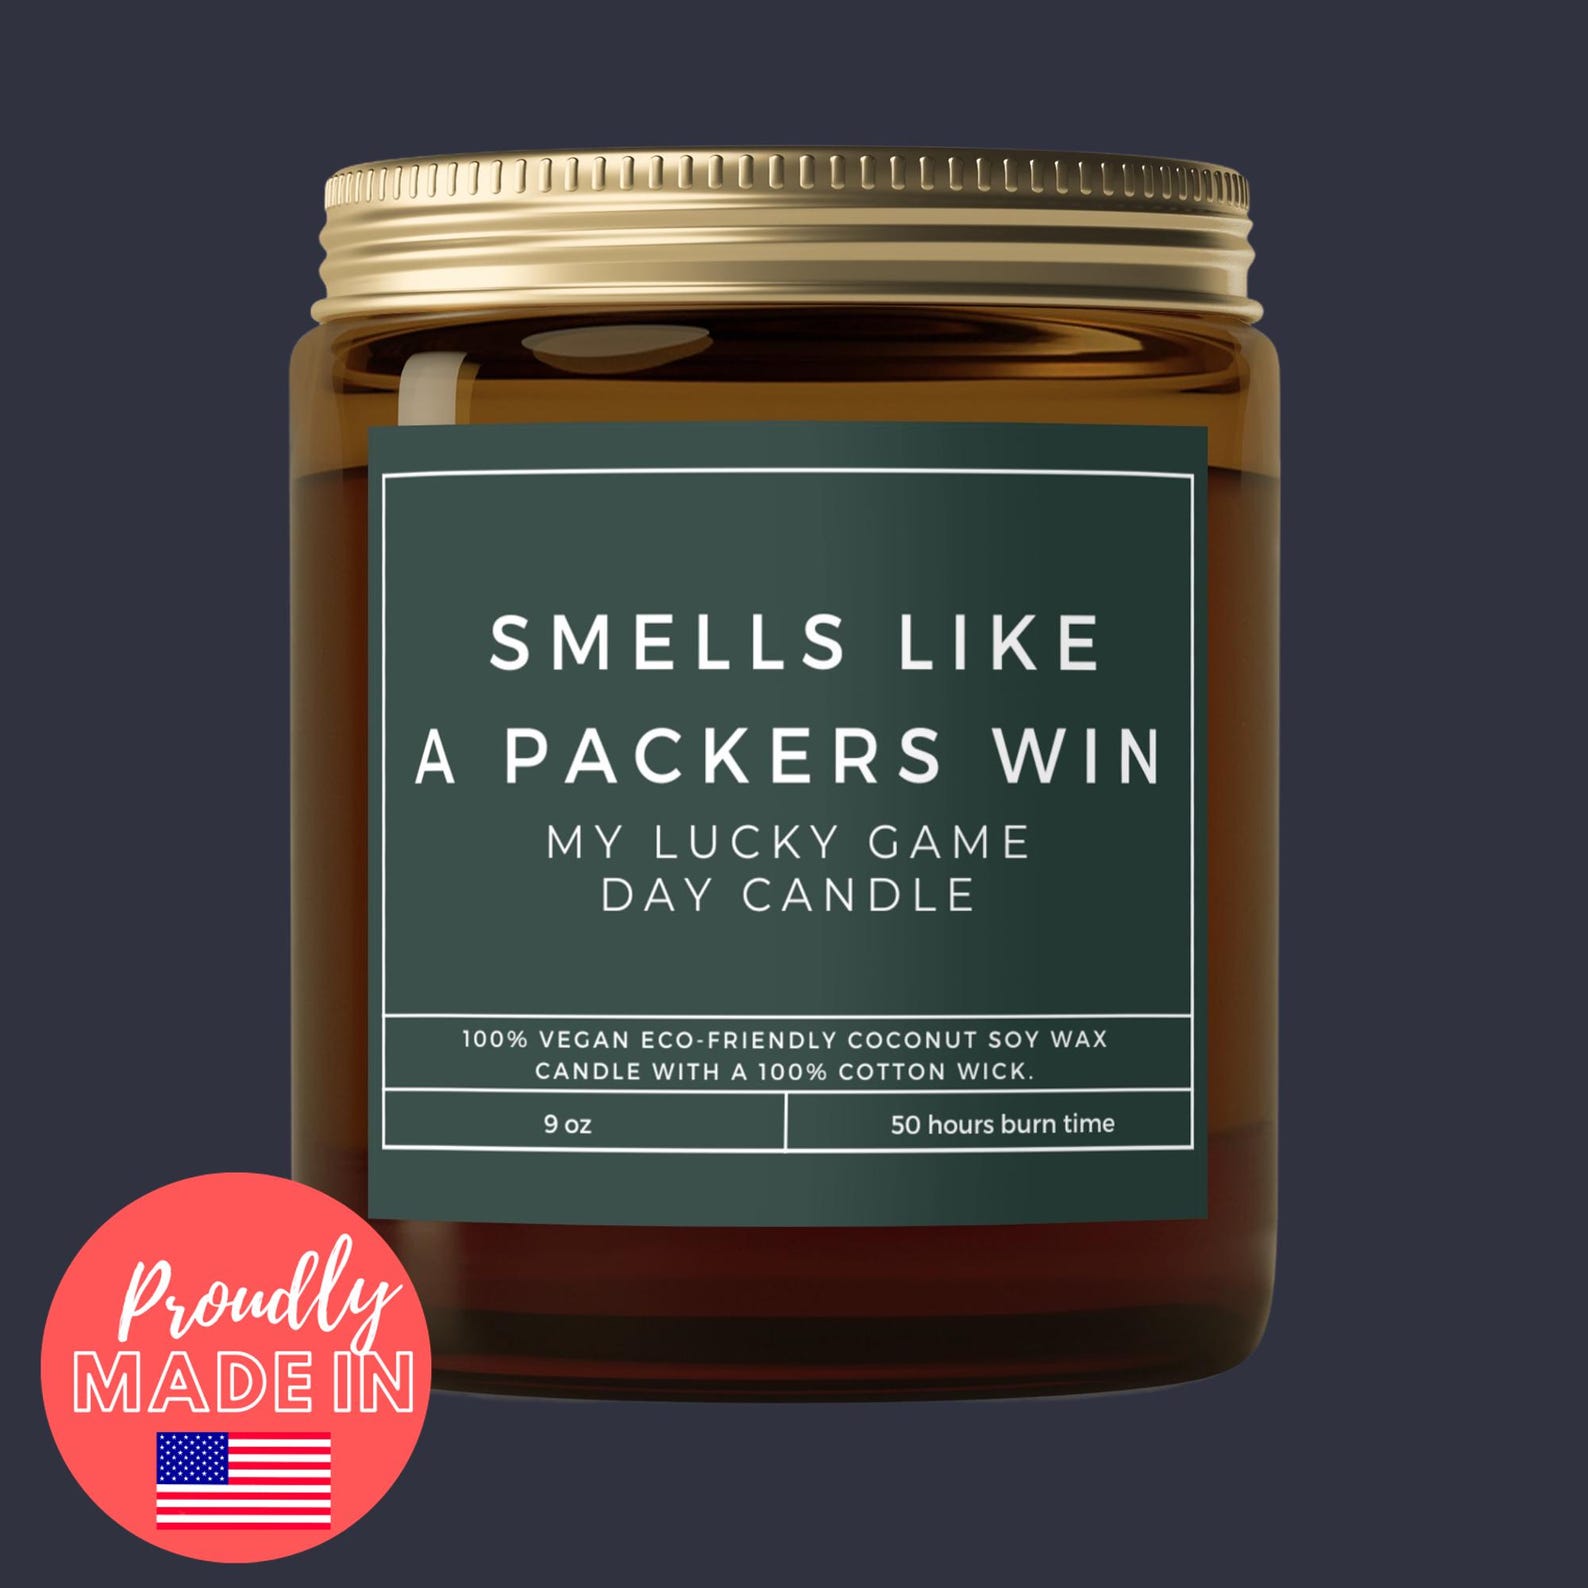 SMELLS LIKE
A PACKERS WIN
MY LUCKY GAME
DAY CANDLE
100% VEGAN ECO-FRIENDLY COCONUT SOY WAX
CANDLE WITH A 100% COTTON WICK.
9 oz
50 hours burn time
Proudly
MADE IN